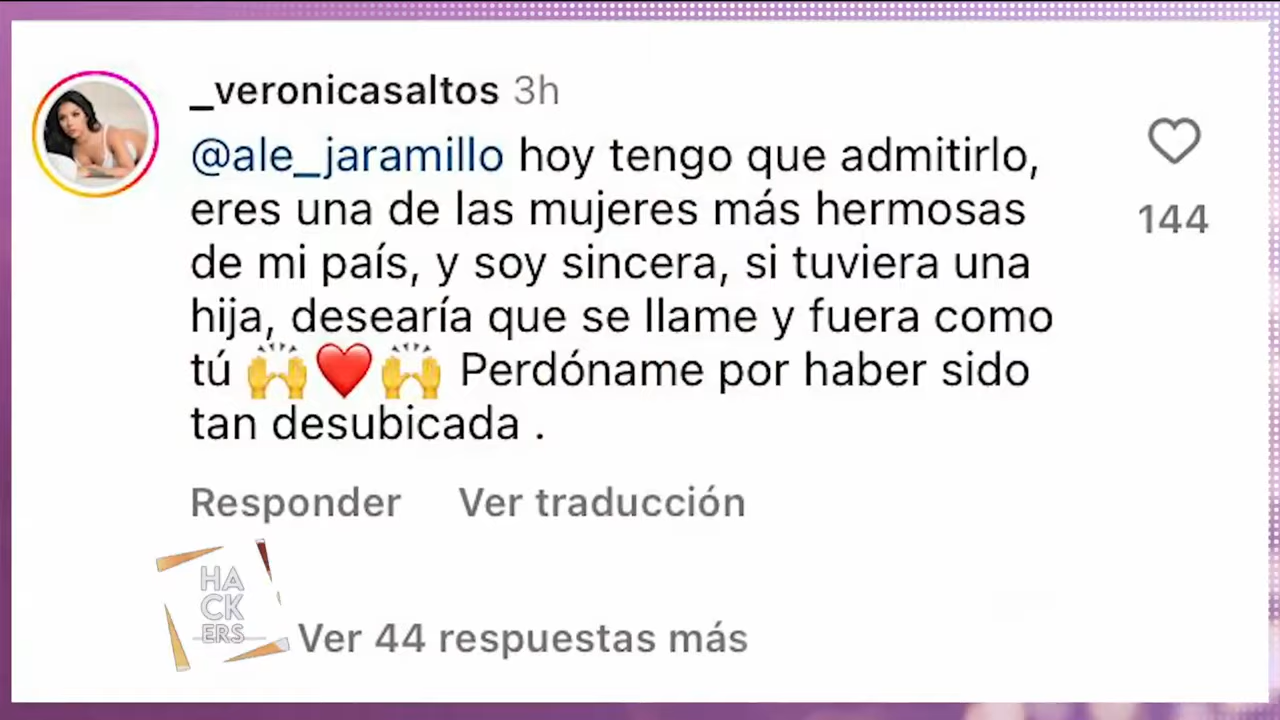 _veronicasaltos 3h
@ale_jaramillo hoy tengo que admitirlo,
eres una de las mujeres más hermosas
de mi país, y soy sincera, si tuviera una
hija, desearía que se llame y fuera como
tú 🙌❤️🙌 Perdóname por haber sido
tan desubicada .
144
Responder Ver traducción
HA
CK
ERS
Ver 44 respuestas más